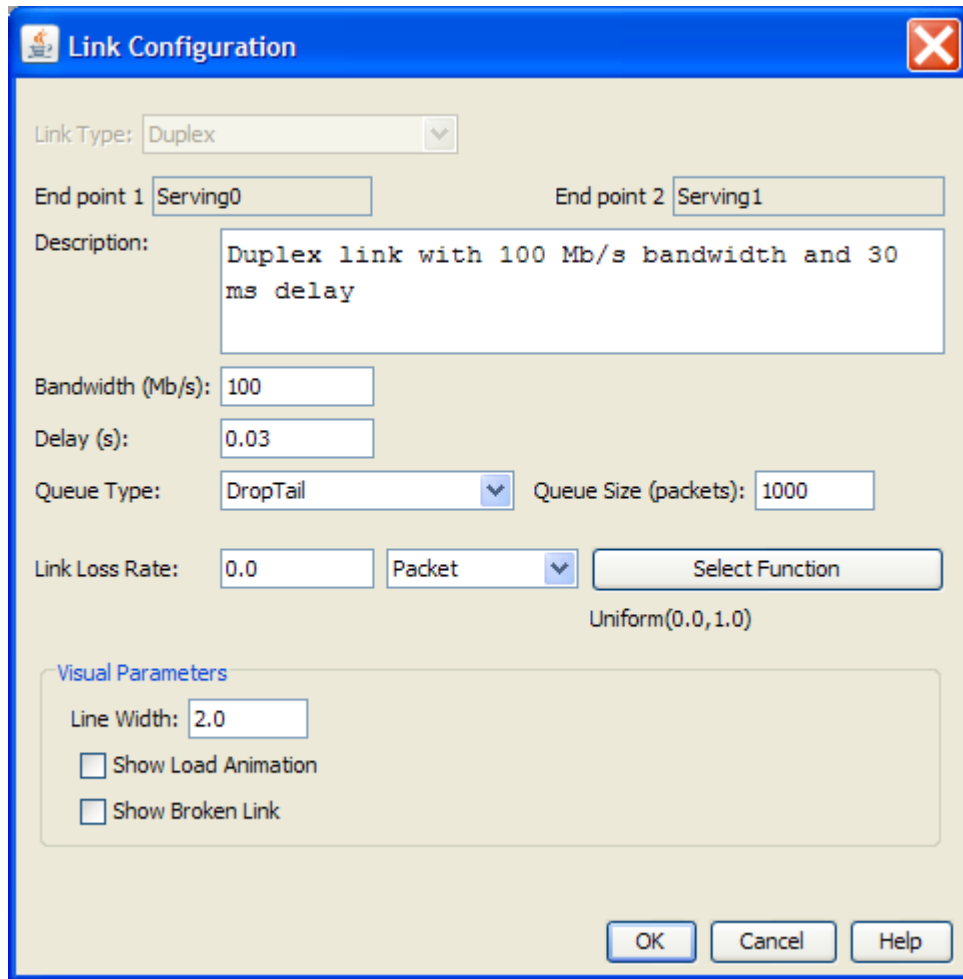 Link Configuration
Link Type: Duplex
End point 1 Serving0 End point 2 Serving1
Description: Duplex link with 100 Mb/s bandwidth and 30
ms delay
Bandwidth (Mb/s): 100
Delay (s): 0.03
Queue Type: DropTail Queue Size (packets): 1000
Link Loss Rate: 0.0 Packet Select Function
Uniform(0.0,1.0)
Visual Parameters
Line Width: 2.0
Show Load Animation
Show Broken Link
OK Cancel Help